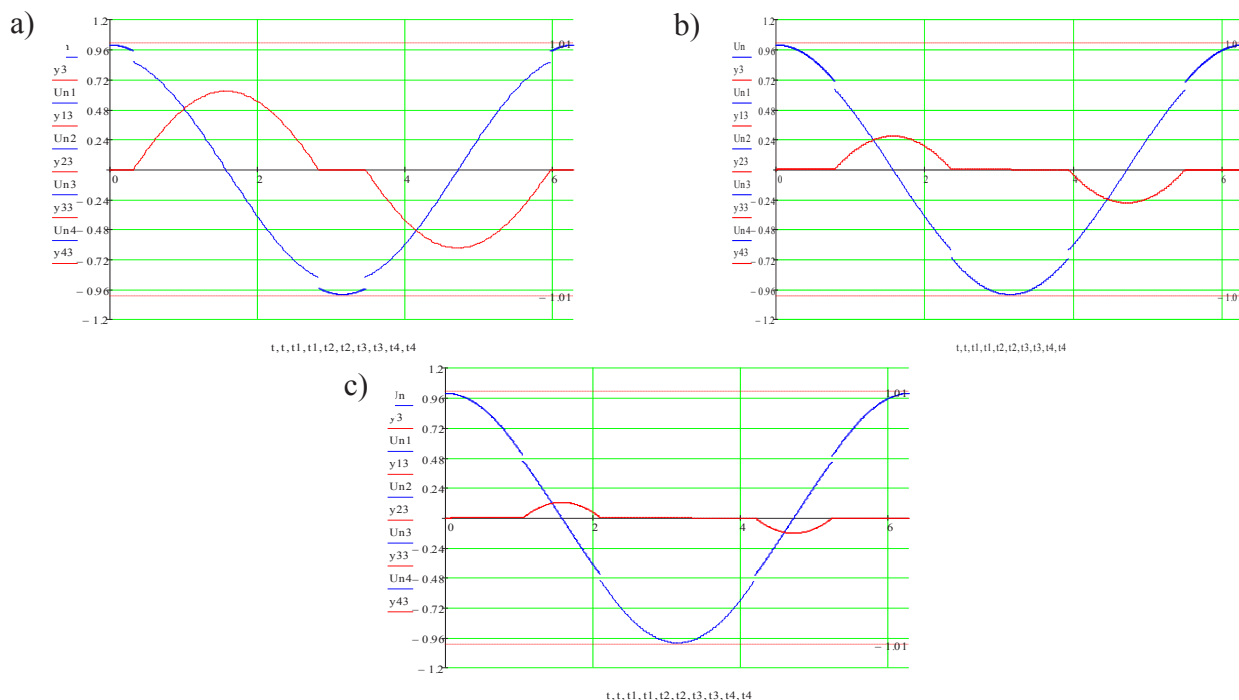 a)
1.2
1.01
0.96
y3
0.72
Un1
0.48
y13
Un2
0.24
y23
0 2 4 6
Un3
− 0.24
y33
− 0.48
Un4
− 0.72
y43
− 0.96
− 1.01
− 1.2
t, t, t1, t1, t2, t2, t3, t3, t4, t4
b)
1.2
Un
1.0
0.96
y3
0.72
Un1
0.48
y13
Un2
0.24
y23
0 2 4 6
Un3
− 0.24
y33
− 0.48
Un4
− 0.72
y43
− 0.96
− 1.0
− 1.2
t, t, t1, t1, t2, t2, t3, t3, t4, t4
c)
1.2
1.01
0.96
y3
0.72
Un1
0.48
y13
Un2
0.24
y23
0 2 4 6
Un3
− 0.24
y33
− 0.48
Un4
− 0.72
y43
− 0.96
− 1.01
− 1.2
t, t, t1, t1, t2, t2, t3, t3, t4, t4